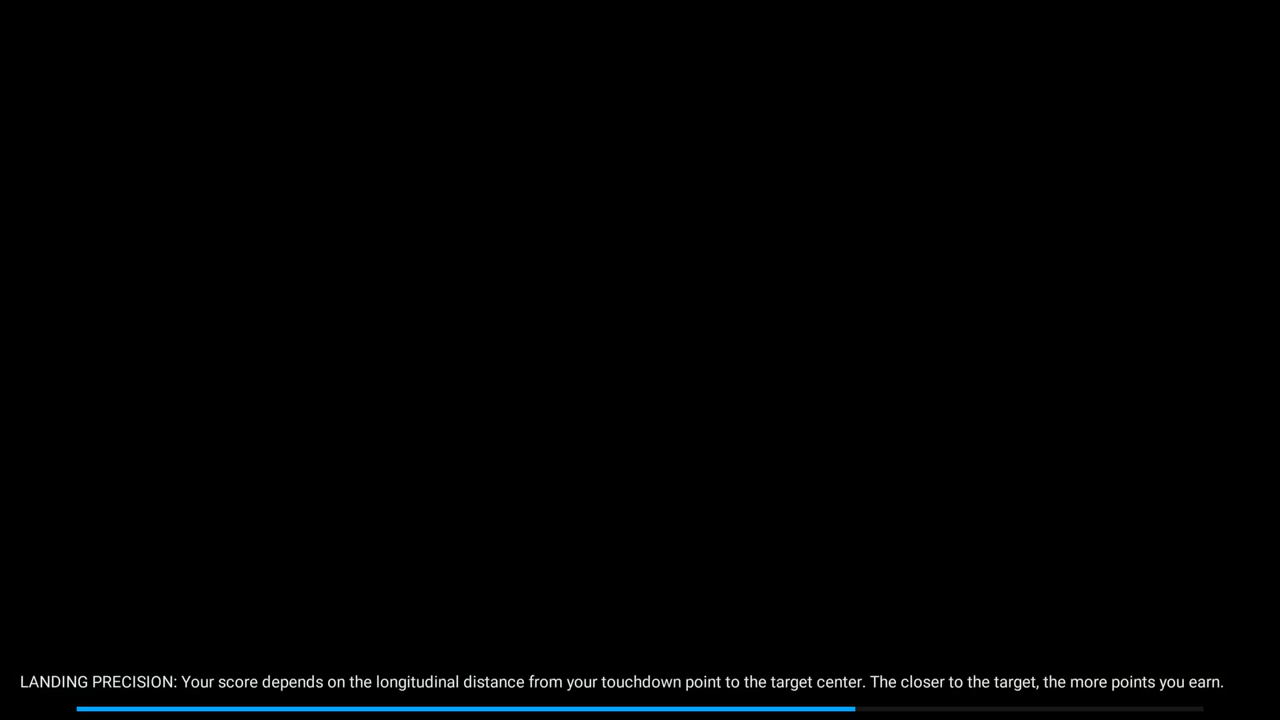 LANDING PRECISION: Your score depends on the longitudinal distance from your touchdown point to the target center. The closer to the target, the more points you earn.